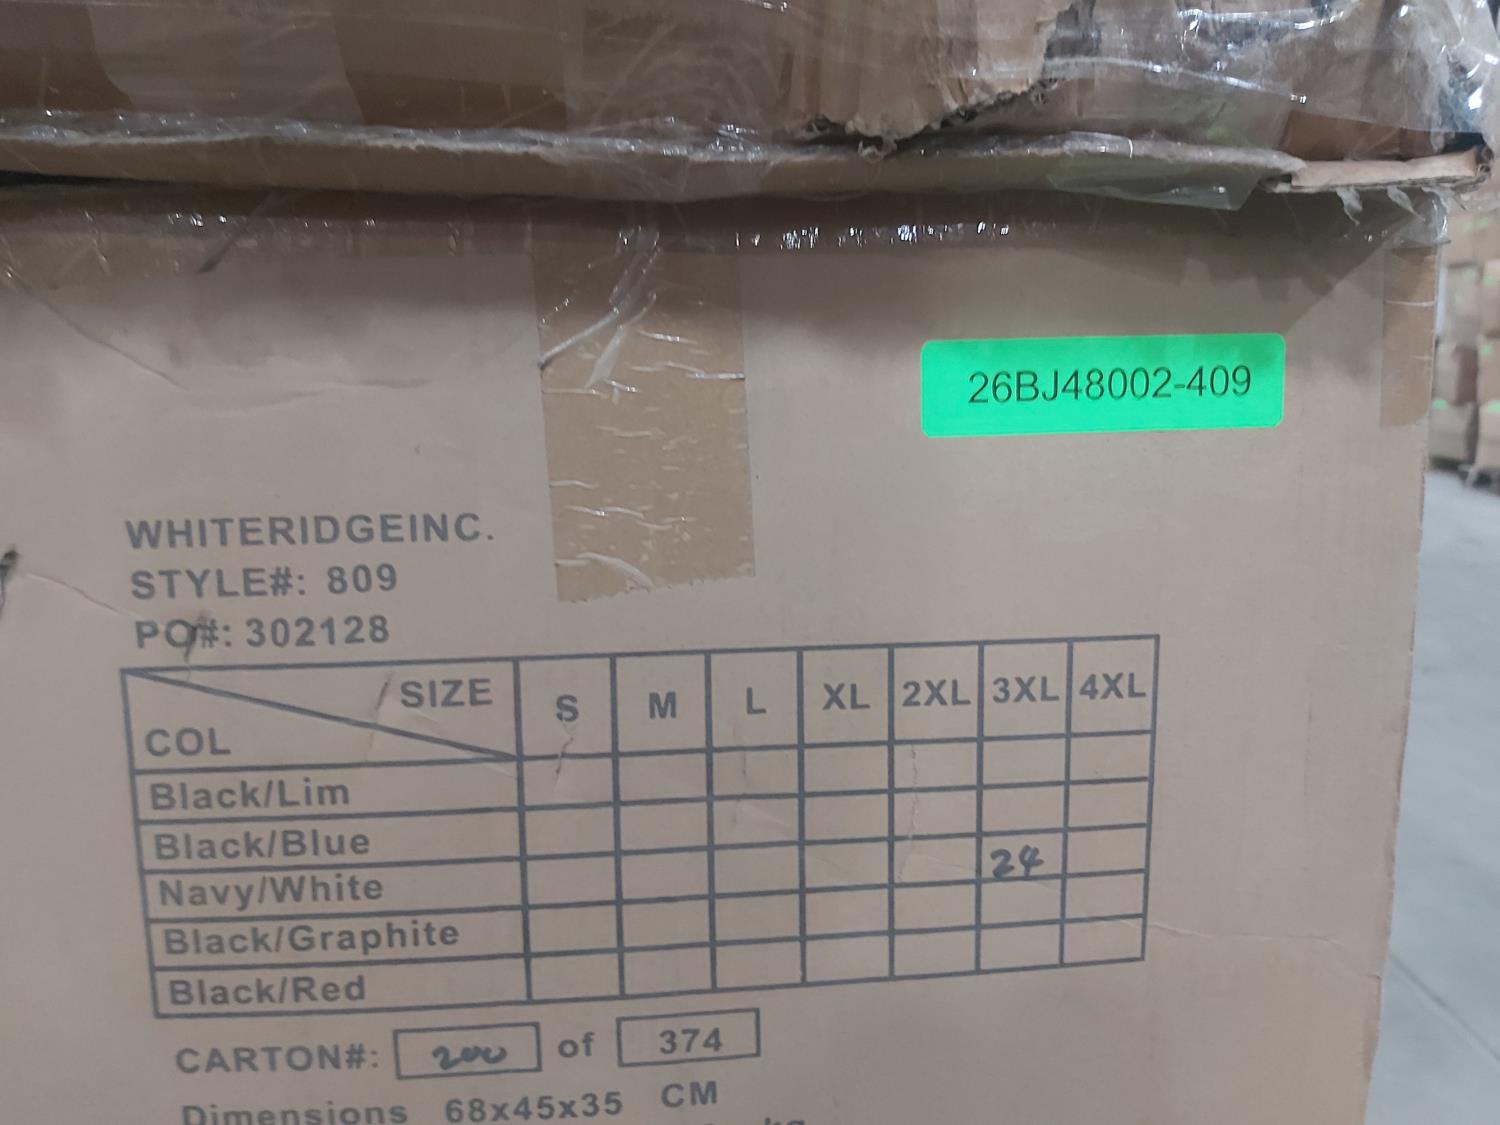 26BJ48002-409
WHITERIDGEINC.
STYLE#: 809
PO#: 302128
SIZE S M L XL 2XL 3XL 4XL
COL
Black/Lim
Black/Blue
Navy/White 24
Black/Graphite
Black/Red
CARTON#: 200 of 374
Dimensions 68x45x35 CM
kg